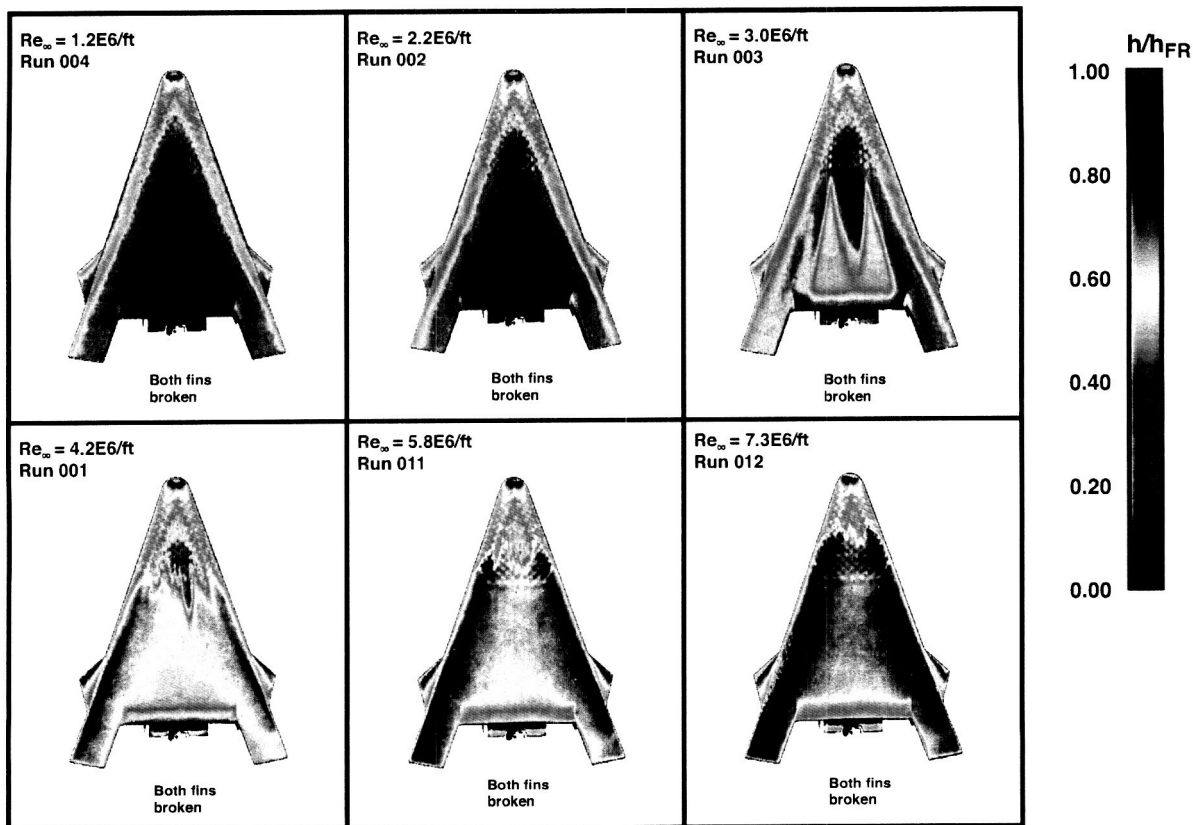 Re∞ = 1.2E6/ft
Run 004
Both fins
broken
Re∞ = 2.2E6/ft
Run 002
Both fins
broken
Re∞ = 3.0E6/ft
Run 003
Both fins
broken
h/hFR
1.00
0.80
0.60
0.40
0.20
0.00
Re∞ = 4.2E6/ft
Run 001
Both fins
broken
Re∞ = 5.8E6/ft
Run 011
Both fins
broken
Re∞ = 7.3E6/ft
Run 012
Both fins
broken